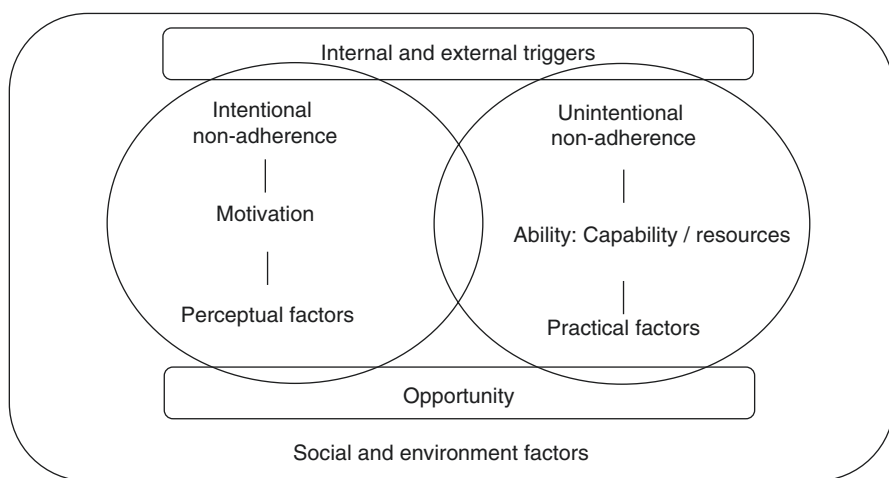 Internal and external triggers
Intentional
non-adherence
Motivation
Perceptual factors
Unintentional
non-adherence
Ability: Capability / resources
Practical factors
Opportunity
Social and environment factors